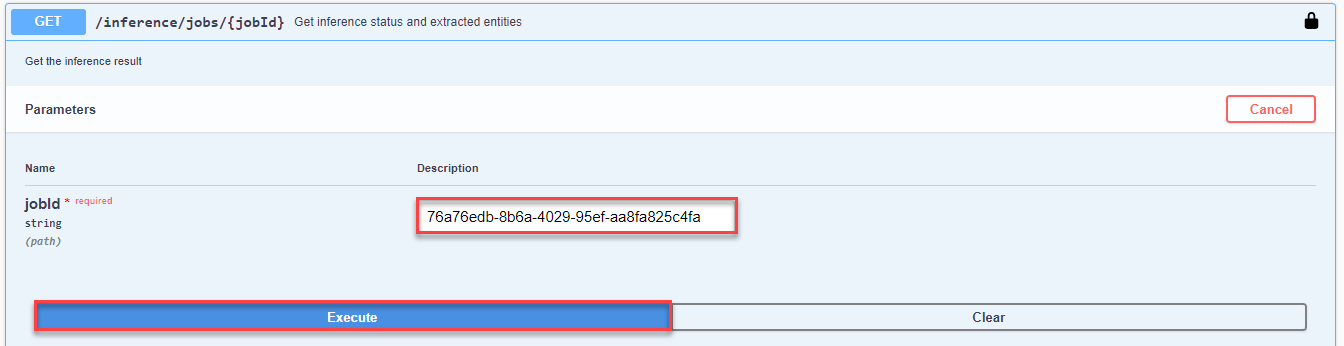 GET /inference/jobs/{jobId} Get inference status and extracted entities
Get the inference result
Parameters Cancel
Name Description
jobId * required
string
(path)
76a76edb-8b6a-4029-95ef-aa8fa825c4fa
Execute Clear